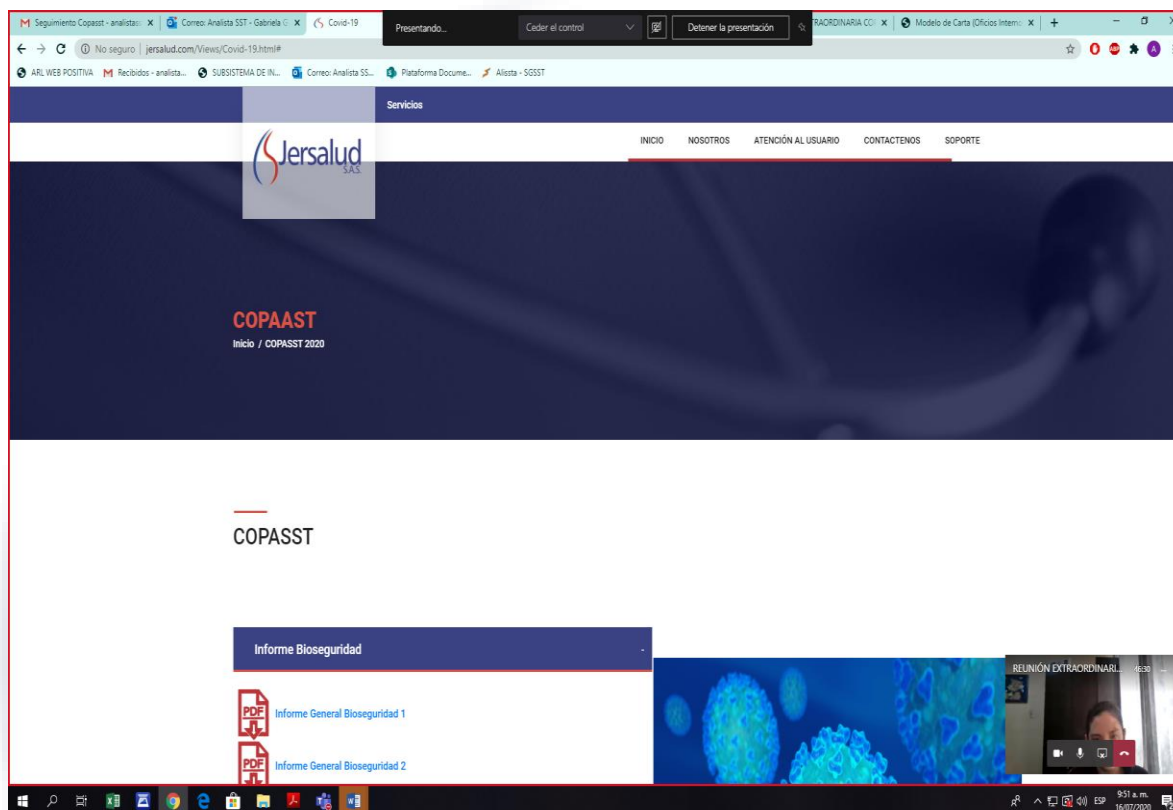 Seguimiento Copasst - analistas
Correo: Analista SST - Gabriela G
Covid-19
Presentando...
Ceder el control
Detener la presentación
TRAORDINARIA CO
Modelo de Carta (Oficios Intern
No seguro | jersalud.com/Views/Covid-19.html#
ABP
A
ARL WEB POSITIVA
Recibidos - analista...
SUBSISTEMA DE IN...
Correo: Analista SS...
Plataforma Docume...
Alissta - SGSST
Servicios
Jersalud
S.A.S.
INICIO
NOSOTROS
ATENCIÓN AL USUARIO
CONTACTENOS
SOPORTE
COPAAST
Inicio / COPASST 2020
COPASST
Informe Bioseguridad
-
PDF
Informe General Bioseguridad 1
PDF
Informe General Bioseguridad 2
REUNIÓN EXTRAORDINARI...
46:30
ESP
9:51 a. m.
16/07/2020